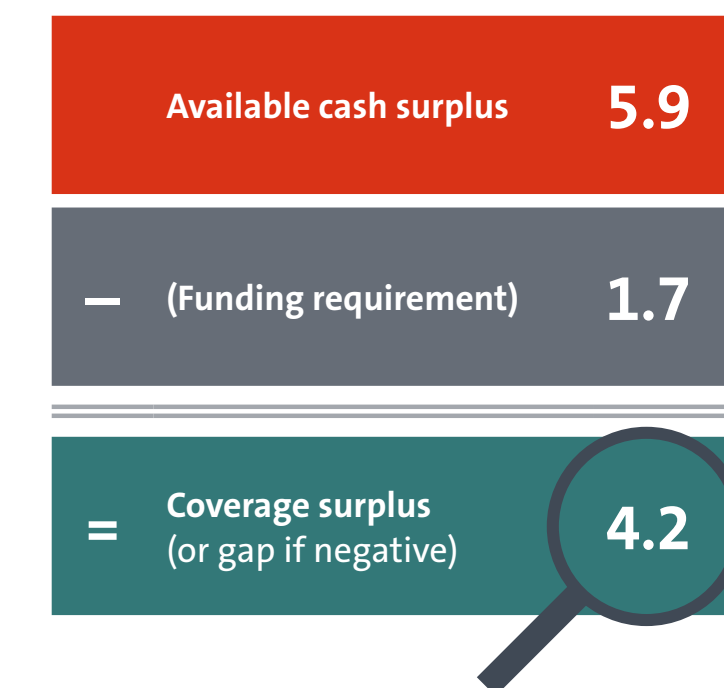 Available cash surplus 5.9
– (Funding requirement) 1.7
= Coverage surplus
(or gap if negative) 4.2